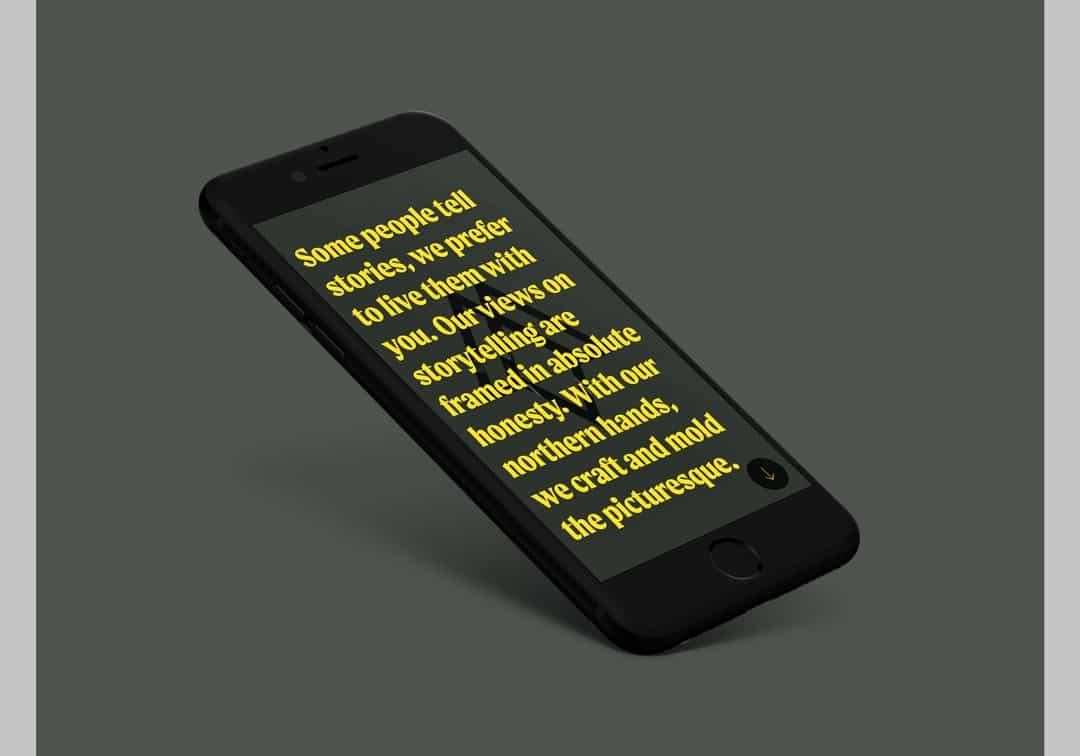 Some people tell
stories, we prefer
to live them with
you. Our views on
storytelling are
framed in absolute
honesty. With our
northern hands,
we craft and mold
the picturesque.